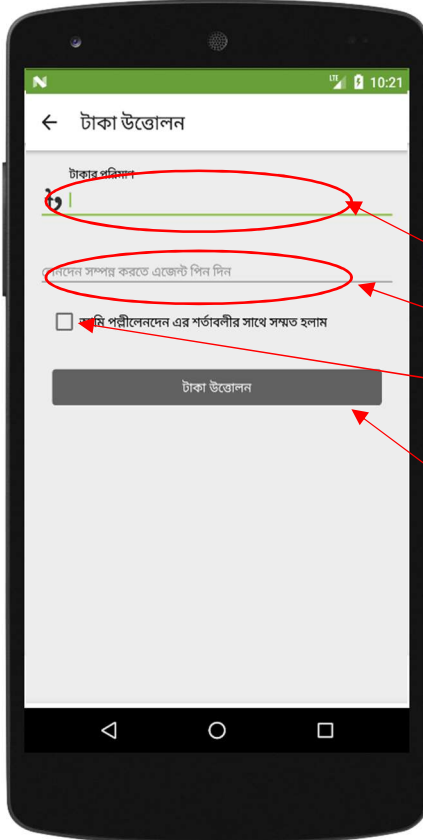 LTE 10:21
টাকা উত্তোলন
টাকার পরিমাণ
৳
লেনদেন সম্পন্ন করতে এজেন্ট পিন দিন
আমি পল্লীলেনদেন এর শর্তাবলীর সাথে সম্মত হলাম
টাকা উত্তোলন